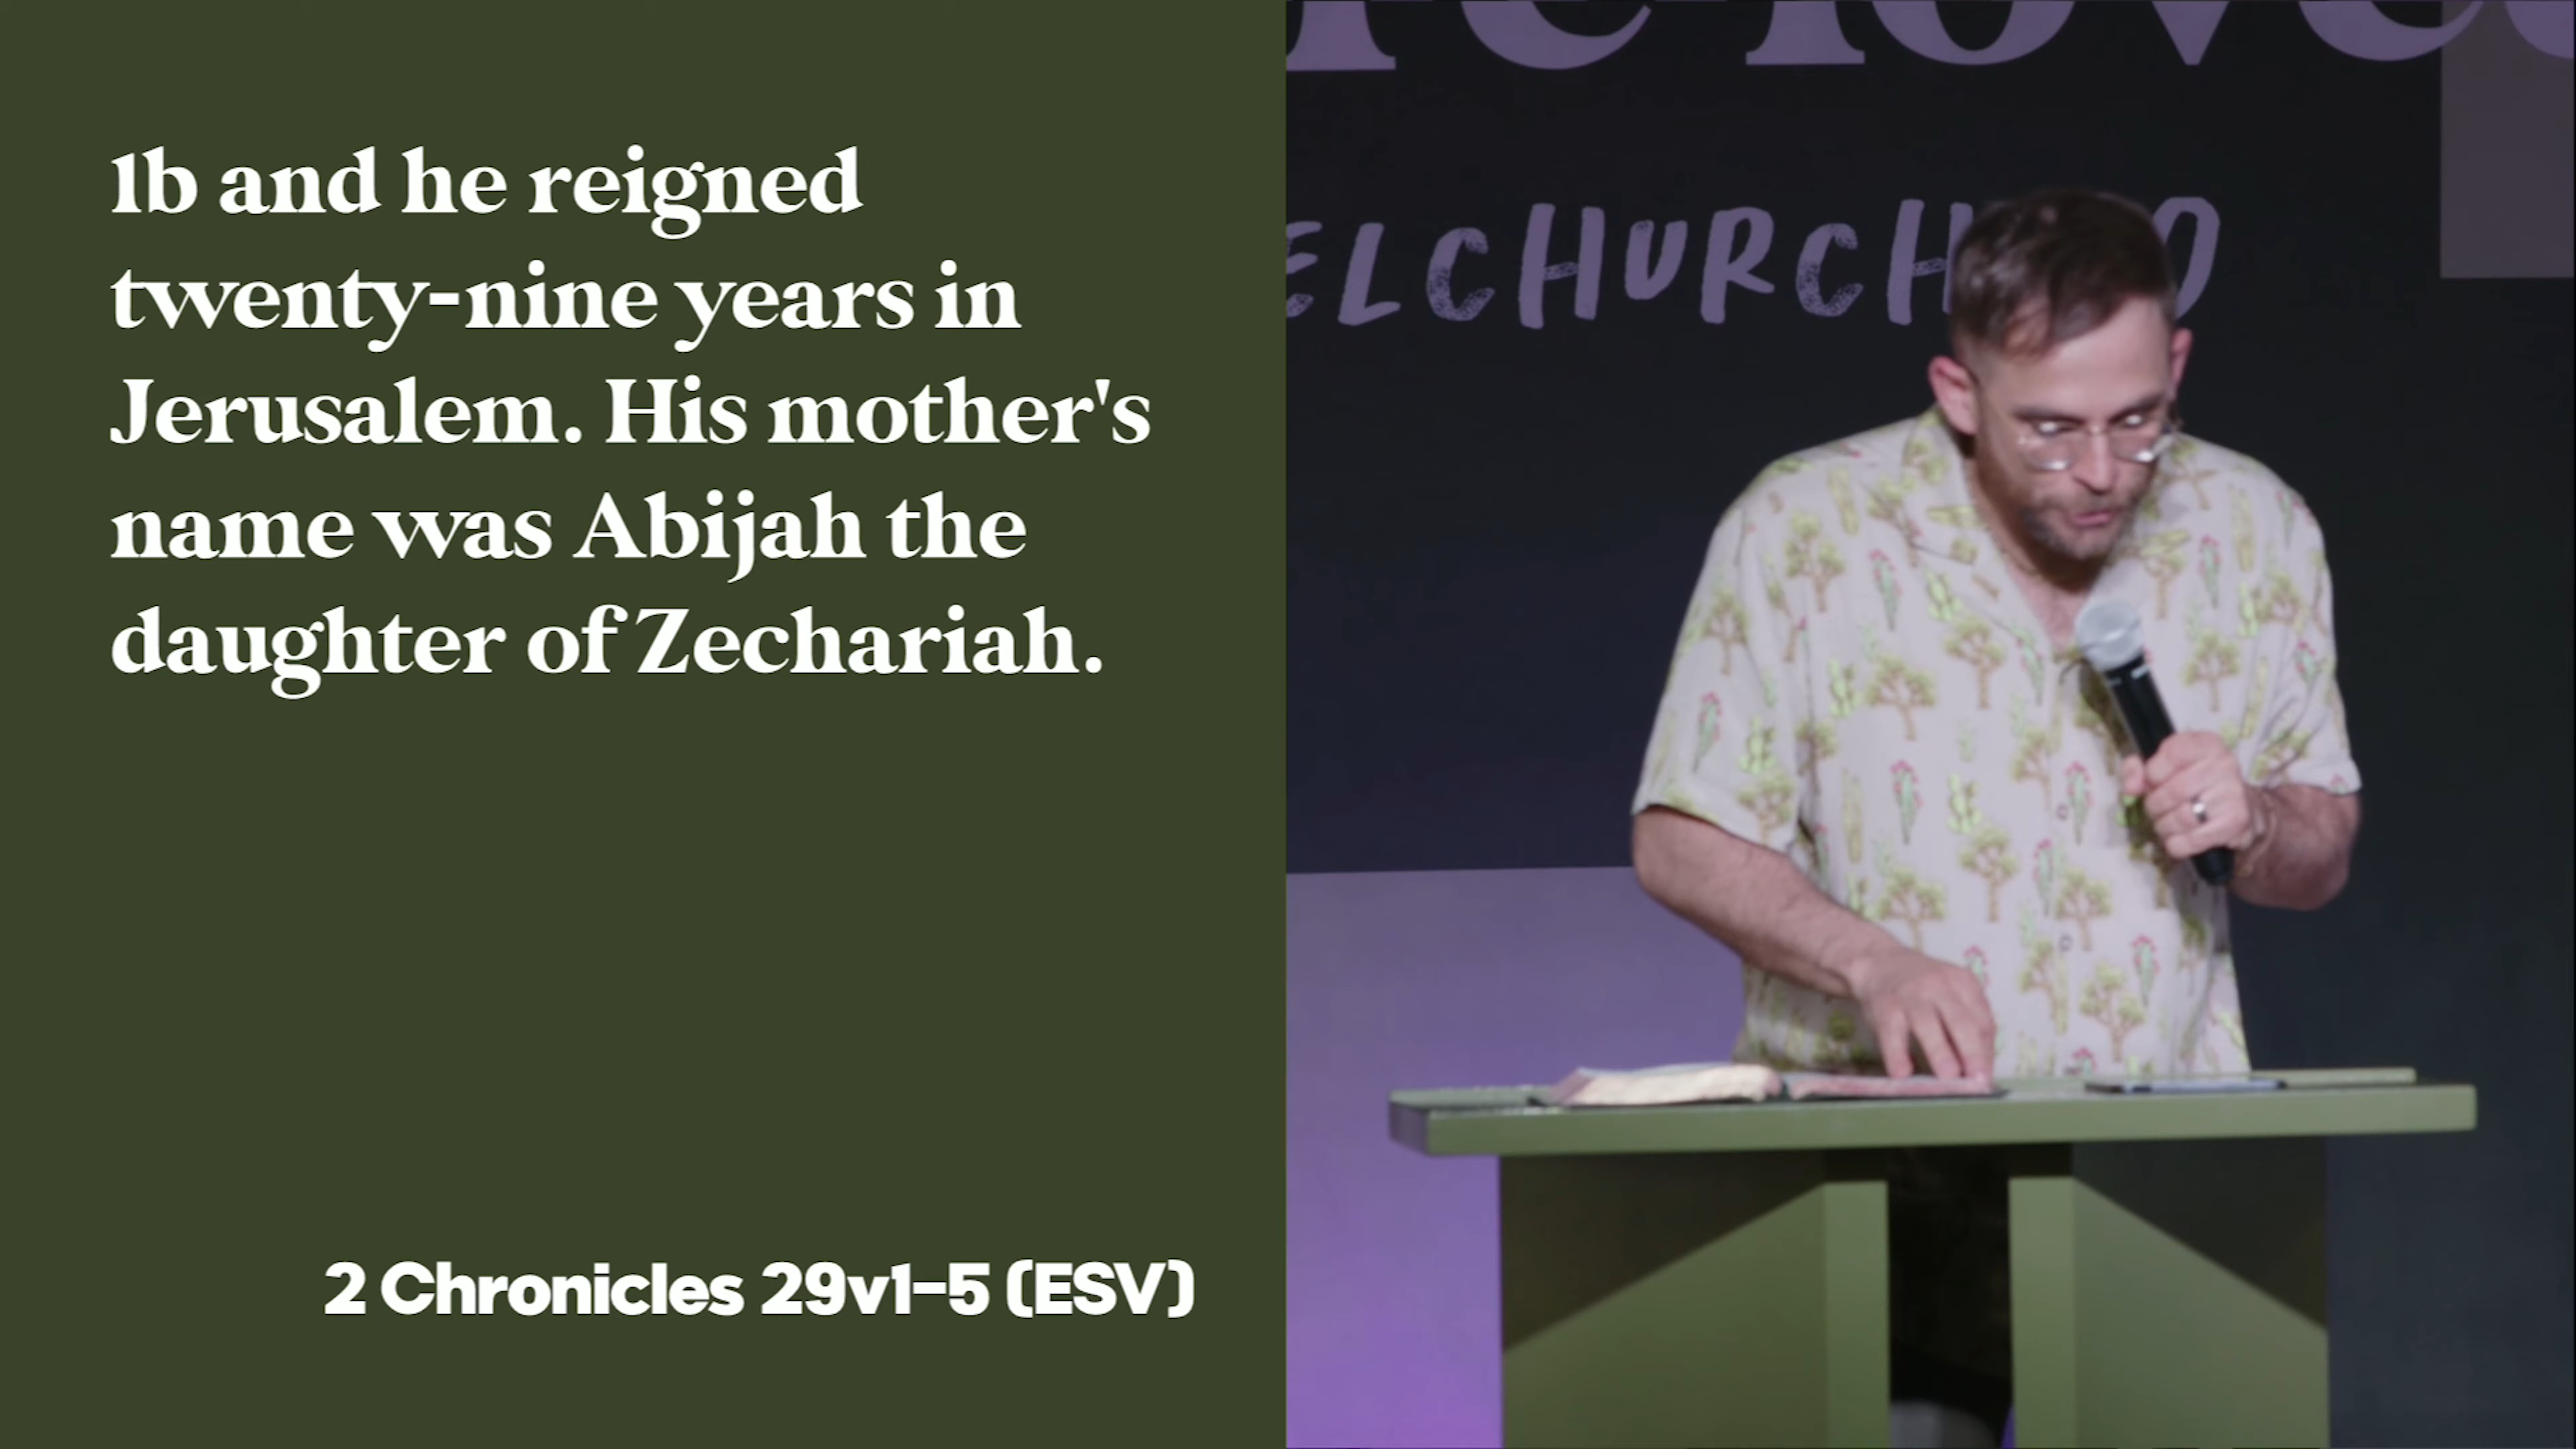 1b and he reigned
twenty-nine years in
Jerusalem. His mother's
name was Abijah the
daughter of Zechariah.
2 Chronicles 29v1-5 (ESV)
ELCHURCH